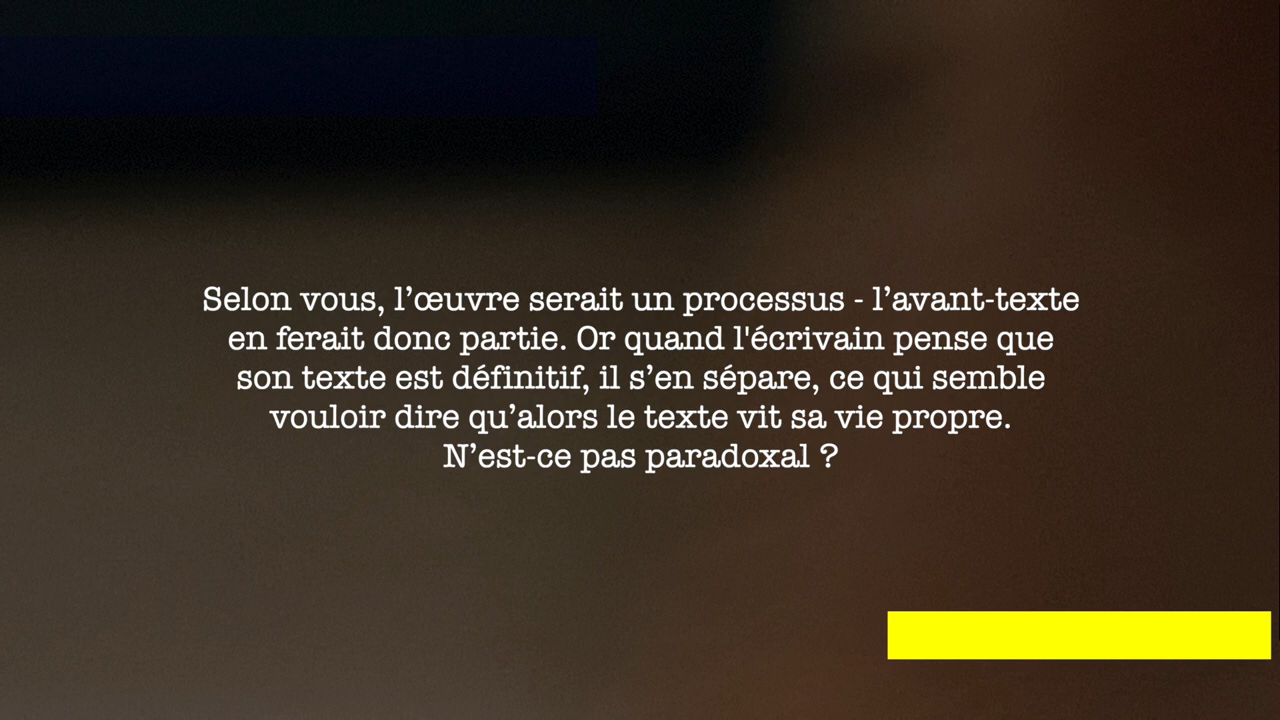 Selon vous, l’œuvre serait un processus - l’avant-texte
en ferait donc partie. Or quand l'écrivain pense que
son texte est définitif, il s’en sépare, ce qui semble
vouloir dire qu’alors le texte vit sa vie propre.
N’est-ce pas paradoxal ?